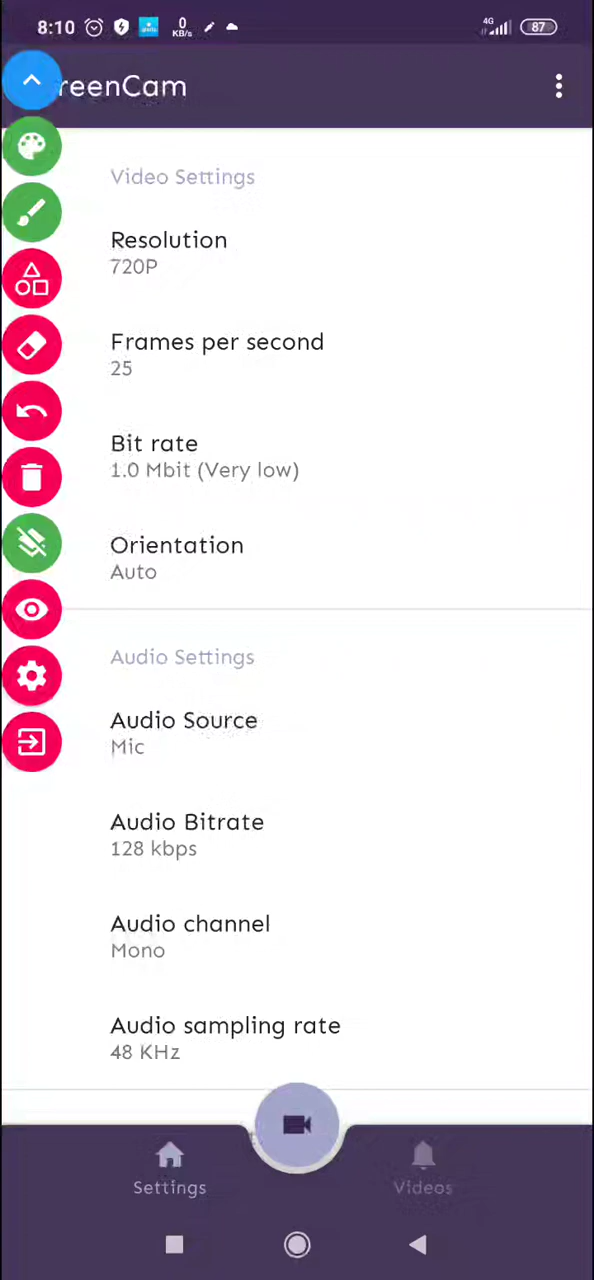 8:10 0 KB/s 4G 87
reenCam
Video Settings
Resolution
720P
Frames per second
25
Bit rate
1.0 Mbit (Very low)
Orientation
Auto
Audio Settings
Audio Source
Mic
Audio Bitrate
128 kbps
Audio channel
Mono
Audio sampling rate
48 KHz
Settings Videos